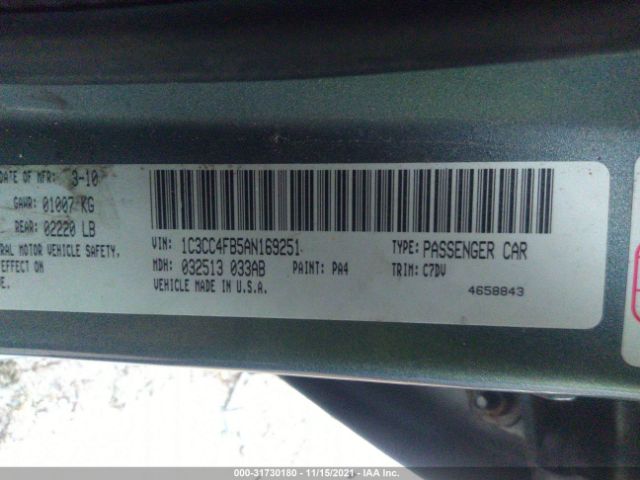 DATE OF MFR: 3-10
GAWR: 01007 KG
REAR: 02220 LB
MOTOR VEHICLE SAFETY,
EFFECT ON
VIN: 1C3CC4FB5AN169251
TYPE: PASSENGER CAR
MDH: 032513 033AB
PAINT: PA4
TRIM: C7DV
VEHICLE MADE IN U.S.A.
4658843
000-31730180 - 11/15/2021 - IAA Inc.